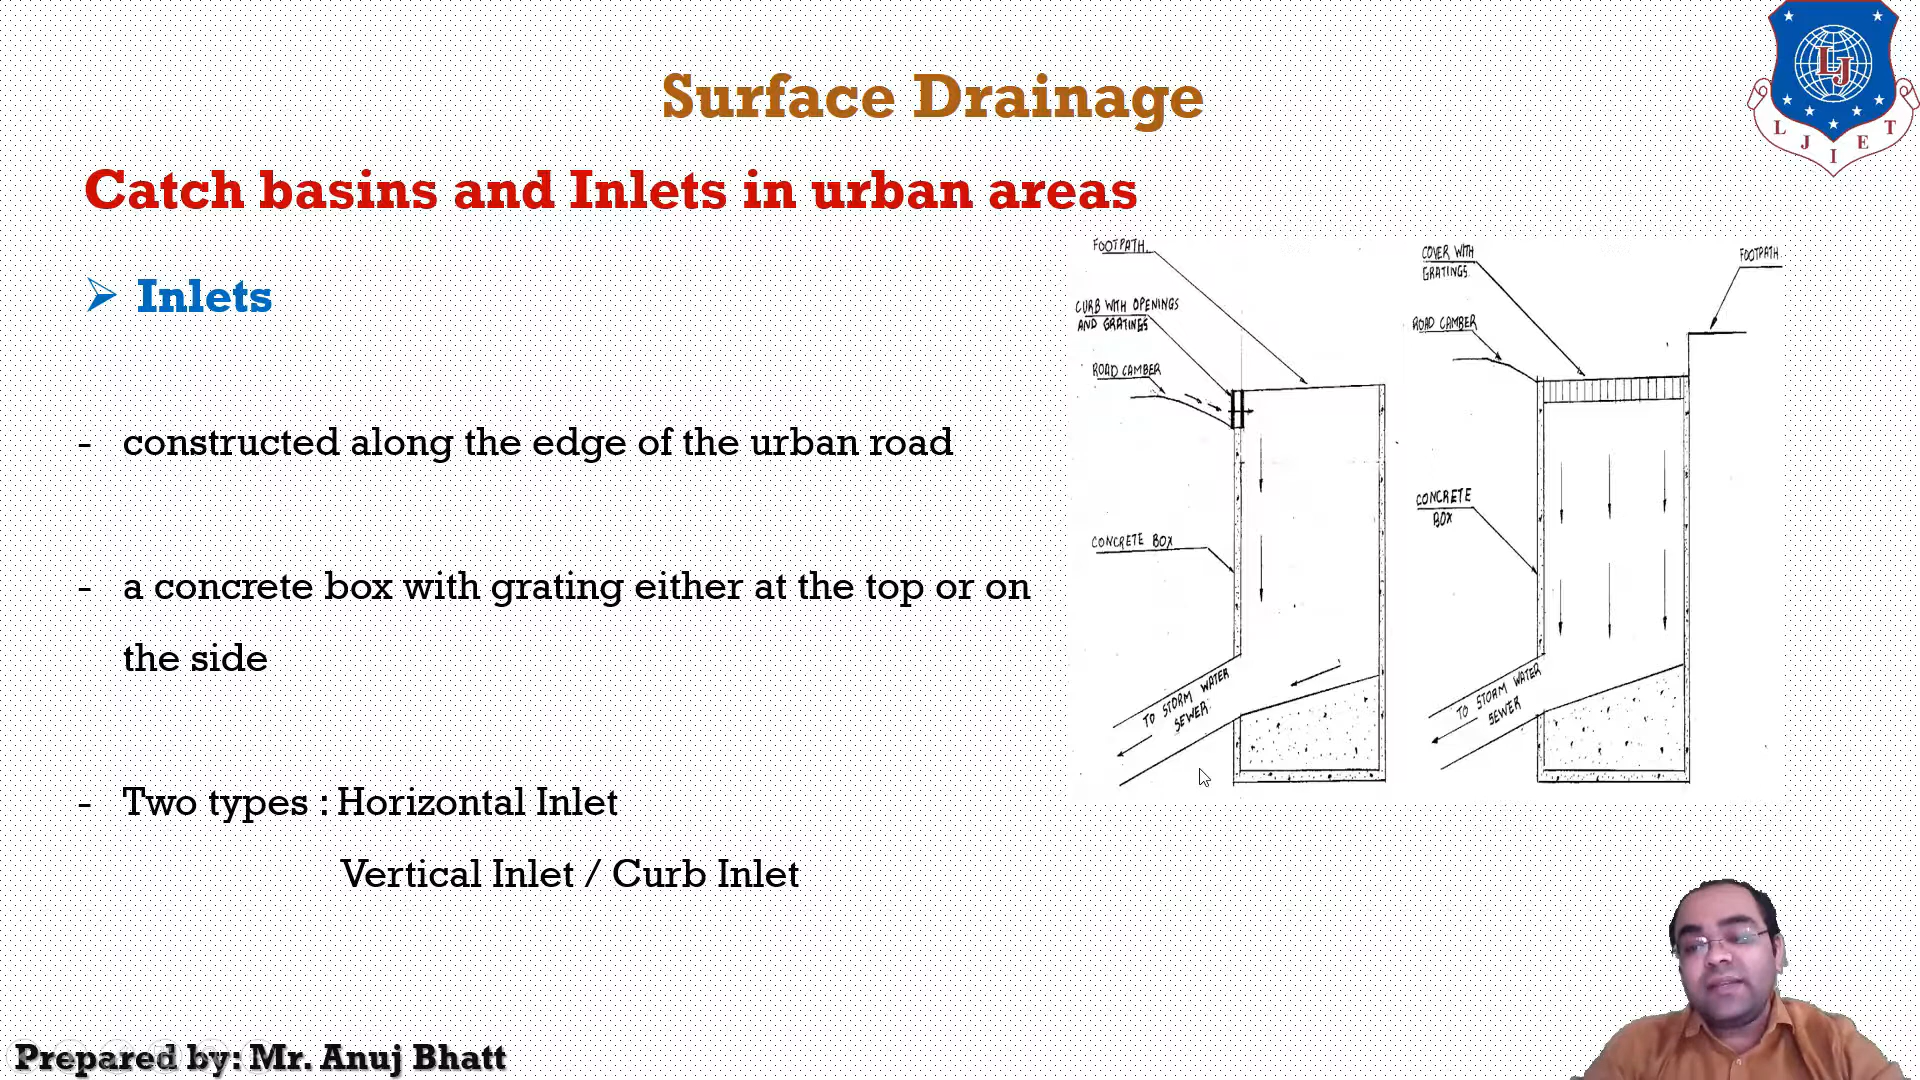 Surface Drainage
L J I E T
LJ
Catch basins and Inlets in urban areas
➢ Inlets
- constructed along the edge of the urban road
- a concrete box with grating either at the top or on
the side
- Two types : Horizontal Inlet
Vertical Inlet / Curb Inlet
FOOTPATH
CURB WITH OPENINGS
AND GRATINGS
ROAD CAMBER
CONCRETE BOX
TO STORM WATER
SEWER
COVER WITH
GRATINGS
FOOTPATH
ROAD CAMBER
CONCRETE
BOX
TO STORM WATER
SEWER
Prepared by: Mr. Anuj Bhatt